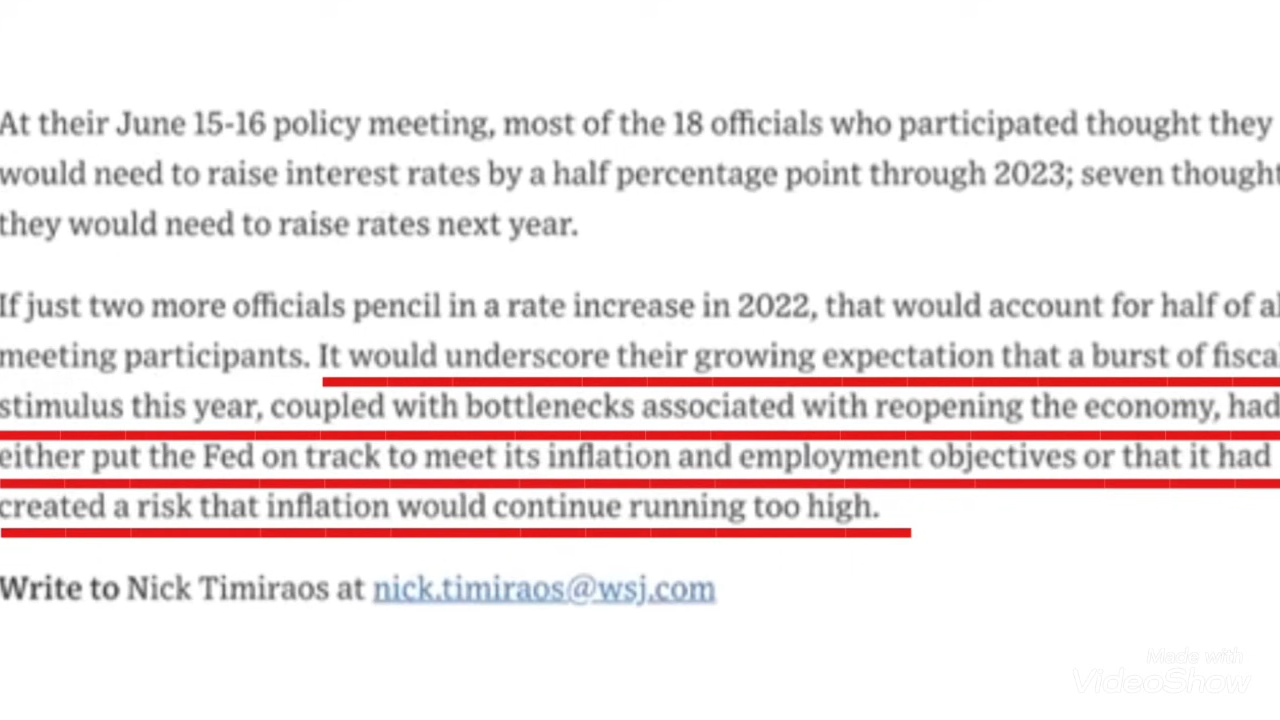 At their June 15-16 policy meeting, most of the 18 officials who participated thought they
would need to raise interest rates by a half percentage point through 2023; seven thought
they would need to raise rates next year.
If just two more officials pencil in a rate increase in 2022, that would account for half of al
meeting participants. It would underscore their growing expectation that a burst of fiscal
stimulus this year, coupled with bottlenecks associated with reopening the economy, had
either put the Fed on track to meet its inflation and employment objectives or that it had
created a risk that inflation would continue running too high.
Write to Nick Timiraos at nick.timiraos@wsj.com
Made with
VideoShow